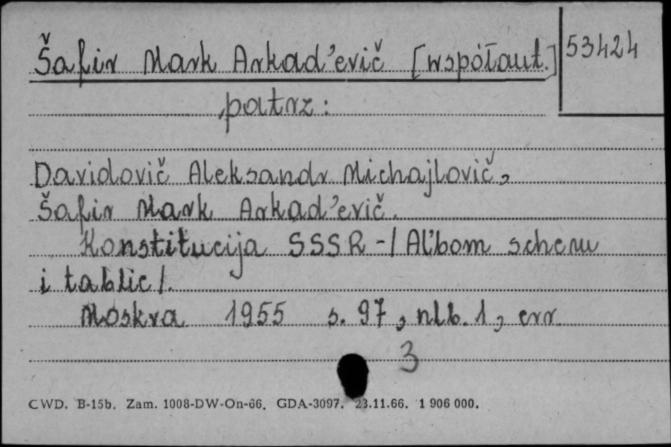 Šafir Mark Arkad'evič [współaut.]
53424
patrz:
Davidovič Aleksandr Michajlovič,
Šafir Mark Arkad'evič.
Konstitucija SSSR -/ Al'bom schem
i tablic/.
Moskva 1955 s. 97, nlb. 1, err.
3
CWD. B-15b. Zam. 1008-DW-On-66. GDA-3097. 23.11.66. 1 906 000.